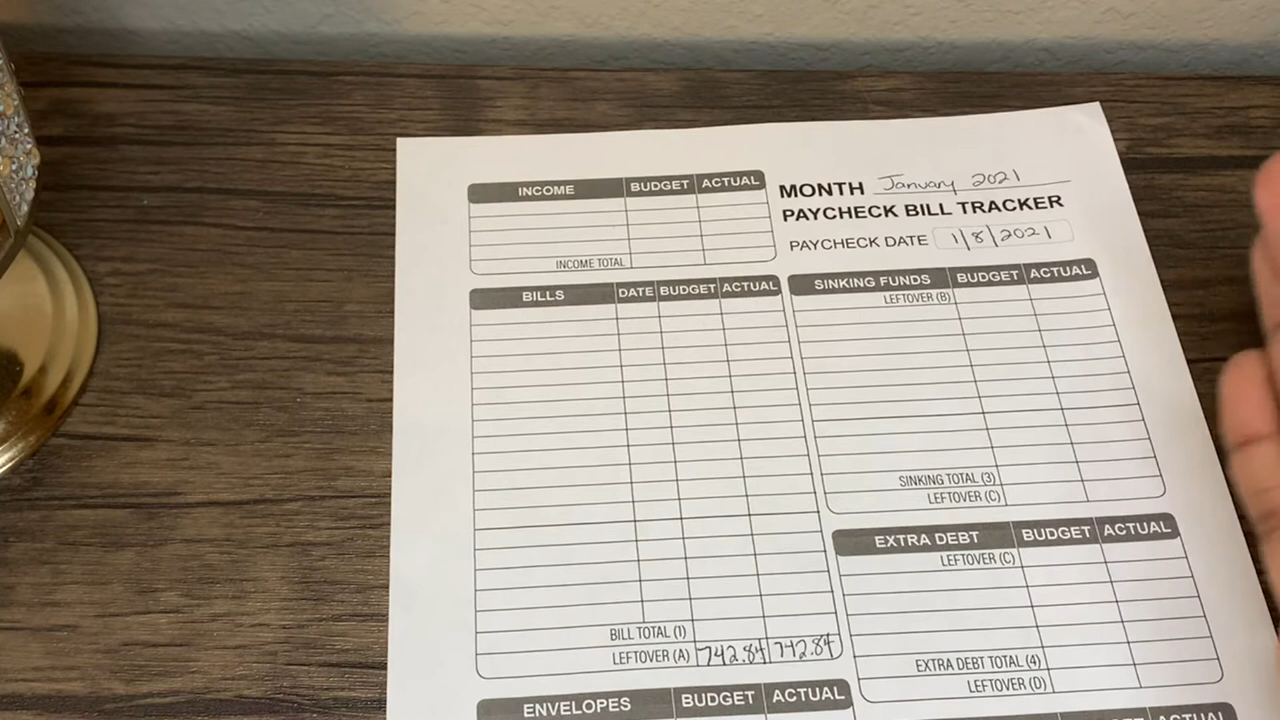 INCOME BUDGET ACTUAL
INCOME TOTAL
MONTH January 2021
PAYCHECK BILL TRACKER
PAYCHECK DATE 1/8/2021
BILLS DATE BUDGET ACTUAL
BILL TOTAL (1)
LEFTOVER (A) 742.84 742.84
SINKING FUNDS BUDGET ACTUAL
LEFTOVER (B)
SINKING TOTAL (3)
LEFTOVER (C)
EXTRA DEBT BUDGET ACTUAL
LEFTOVER (C)
EXTRA DEBT TOTAL (4)
LEFTOVER (D)
ENVELOPES BUDGET ACTUAL
ACTUAL